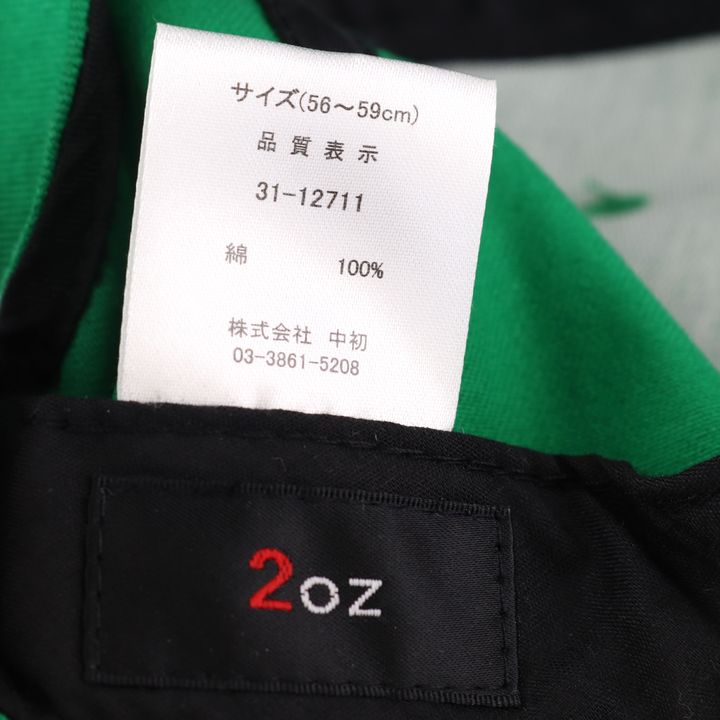 サイズ(56～59cm)
品質表示
31-12711
綿 100%
株式会社 中初
03-3861-5208
2oz